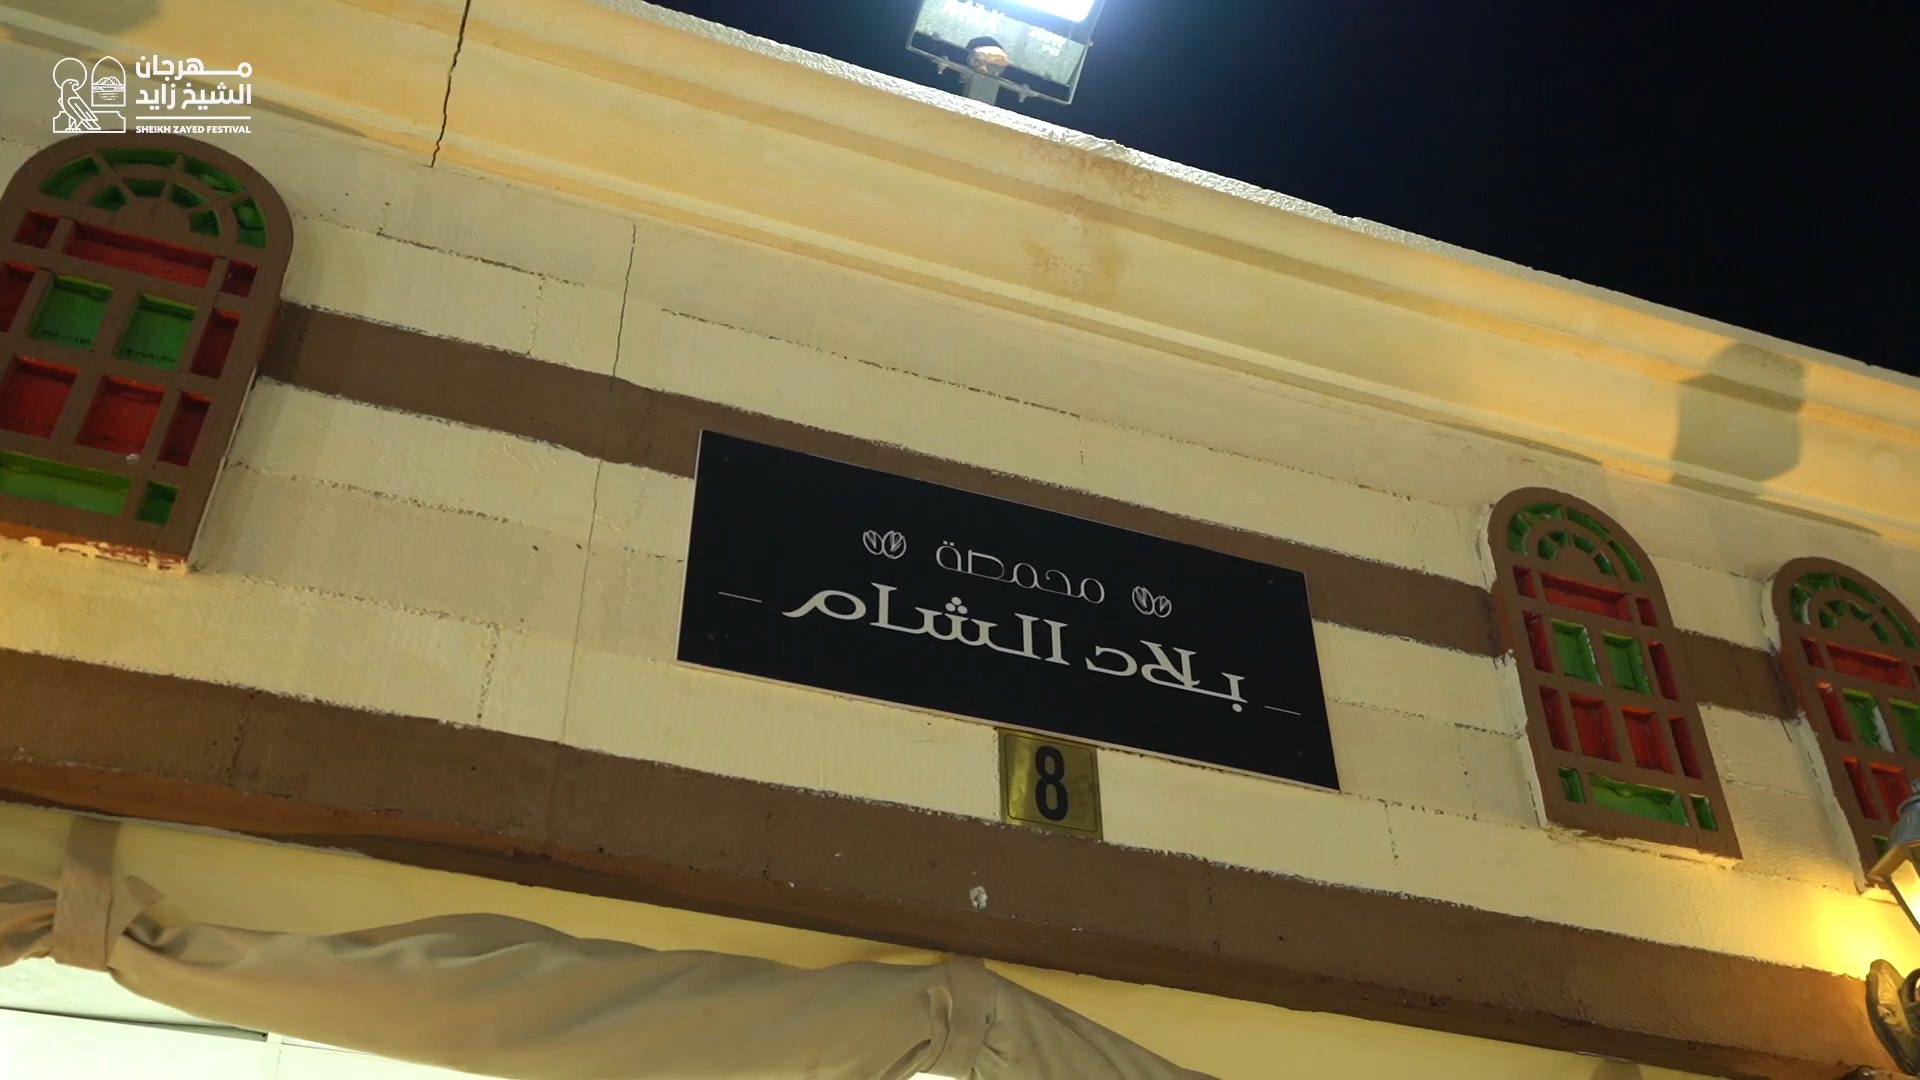 مهرجان
الشيخ زايد
SHEIKH ZAYED FESTIVAL
محمصة
بلاد الشام
8